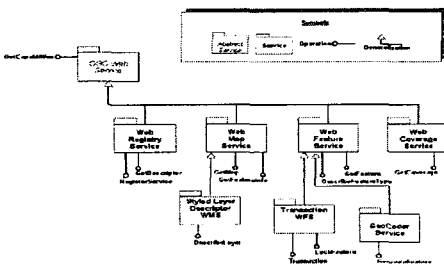 Symbols
Abstract
Service
Service
Operation
Generalization
GetCapabilities
OGC Web
Service
Web
Registry
Service
Web
Map
Service
Web
Feature
Service
Web
Coverage
Service
GetDescriptor
RegisterService
GetMap
GetFeature
DescribeFeatureType
GetCoverage
Styled Layer
Descriptor
WMS
Transaction
WFS
GeoCoder
Service
DescribeLayer
LockFeature
Transaction